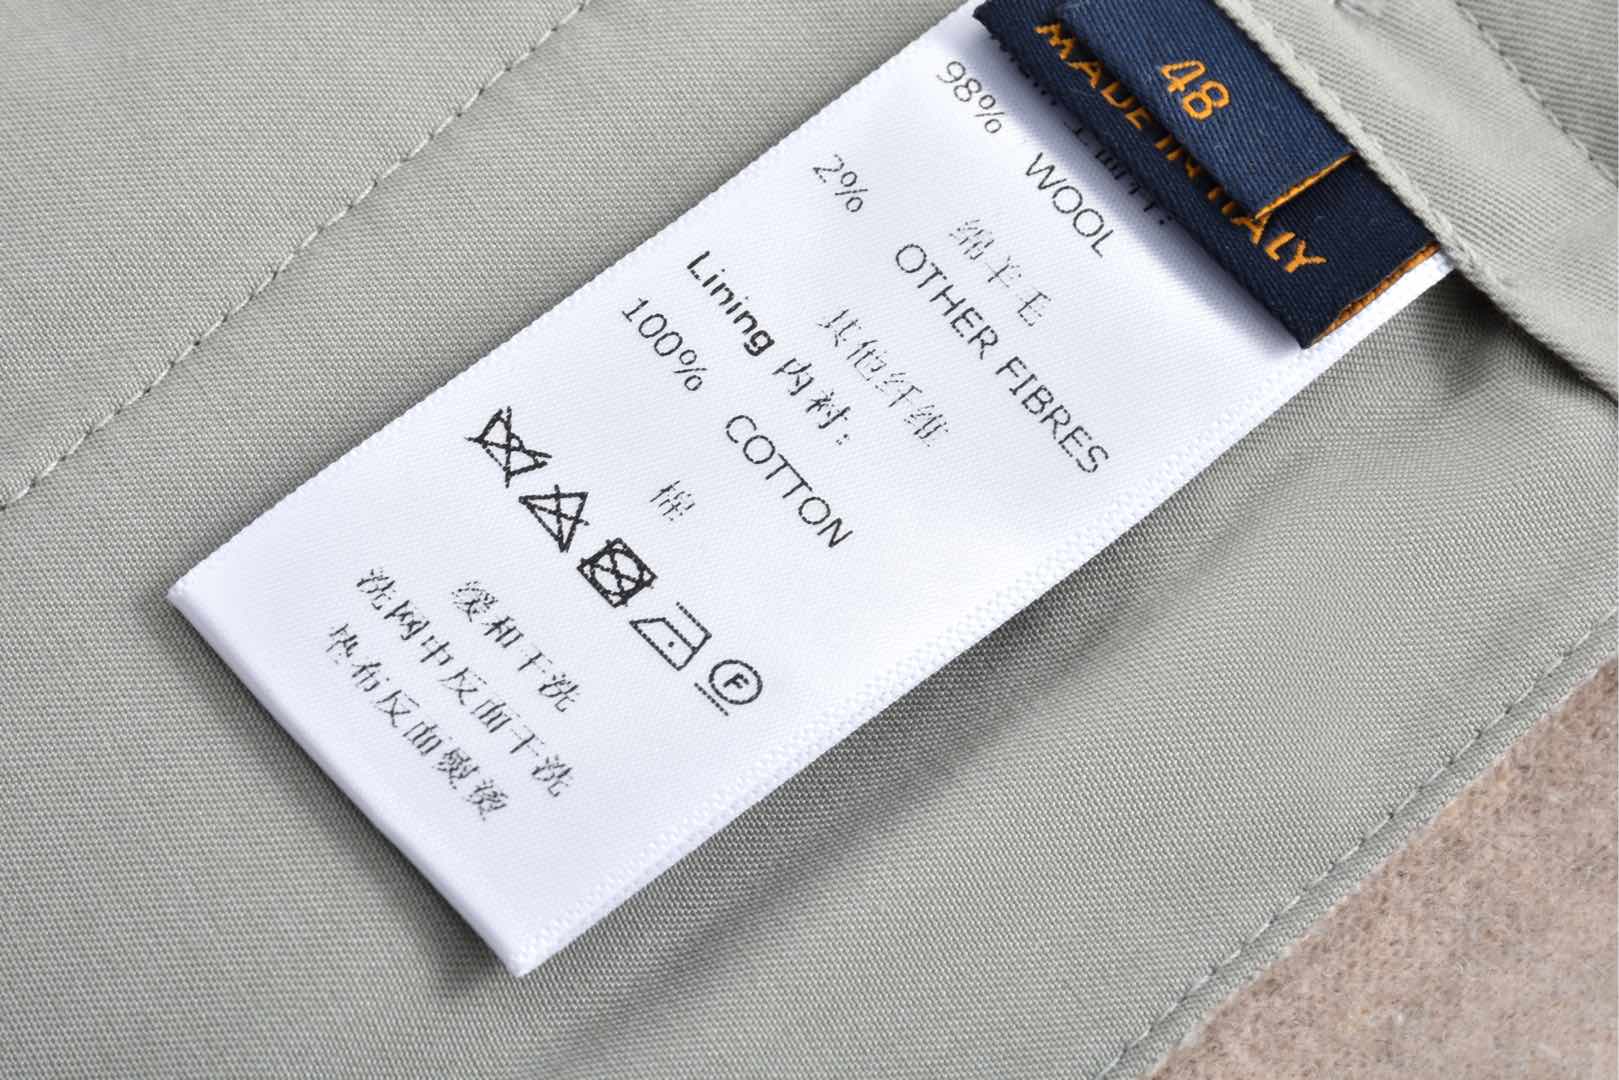 48
MADE IN ITALY
98% WOOL
绵羊毛
2% OTHER FIBRES
其他纤维
Lining 内衬:
100% COTTON
棉
F
缓和干洗
洗网中反面干洗
垫布反面熨烫